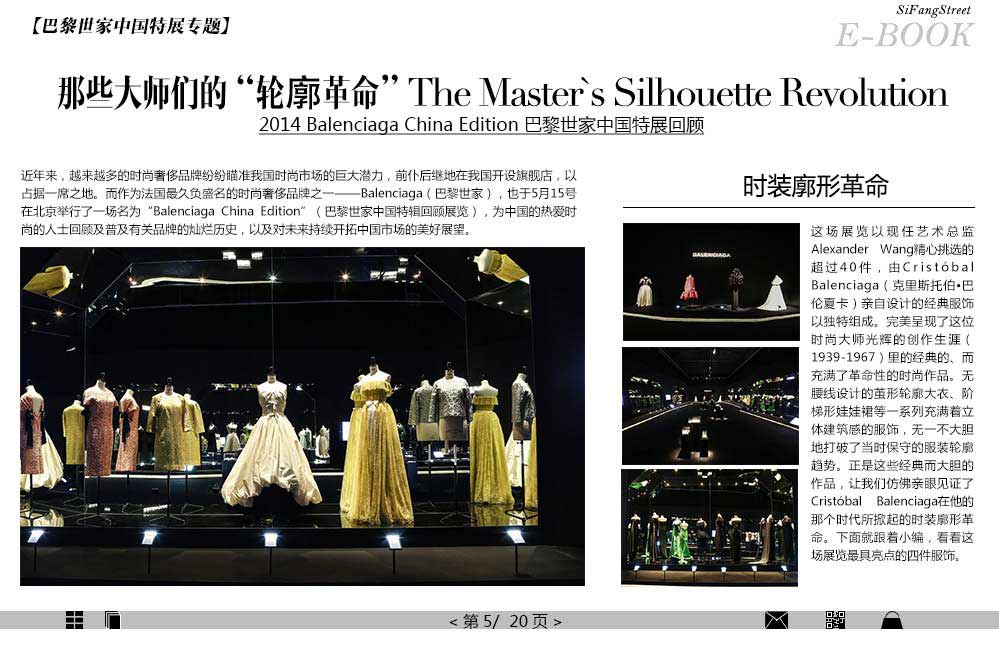 【巴黎世家中国特展专题】
SiFangStreet
E-BOOK
那些大师们的“轮廓革命”The Master`s Silhouette Revolution
2014 Balenciaga China Edition 巴黎世家中国特展回顾
近年来，越来越多的时尚奢侈品牌纷纷瞄准我国时尚市场的巨大潜力，前仆后继地在我国开设旗舰店，以
占据一席之地。而作为法国最久负盛名的时尚奢侈品牌之一——Balenciaga（巴黎世家），也于5月15号
在北京举行了一场名为“Balenciaga China Edition”（巴黎世家中国特辑回顾展览），为中国的热爱时
尚的人士回顾及普及有关品牌的灿烂历史，以及对未来持续开拓中国市场的美好展望。
时装廓形革命
BALENCIAGA
这场展览以现任艺术总监
Alexander Wang精心挑选的
超过40件，由Cristóbal
Balenciaga（克里斯托伯•巴
伦夏卡）亲自设计的经典服饰
以独特组成。完美呈现了这位
时尚大师光辉的创作生涯（
1939-1967）里的经典的、而
充满了革命性的时尚作品。无
腰线设计的茧形轮廓大衣、阶
梯形娃娃裙等一系列充满着立
体建筑感的服饰，无一不大胆
地打破了当时保守的服装轮廓
趋势。正是这些经典而大胆的
作品，让我们仿佛亲眼见证了
Cristóbal Balenciaga在他的
那个时代所掀起的时装廓形革
命。下面就跟着小编，看看这
场展览最具亮点的四件服饰。
< 第 5/ 20 页 >